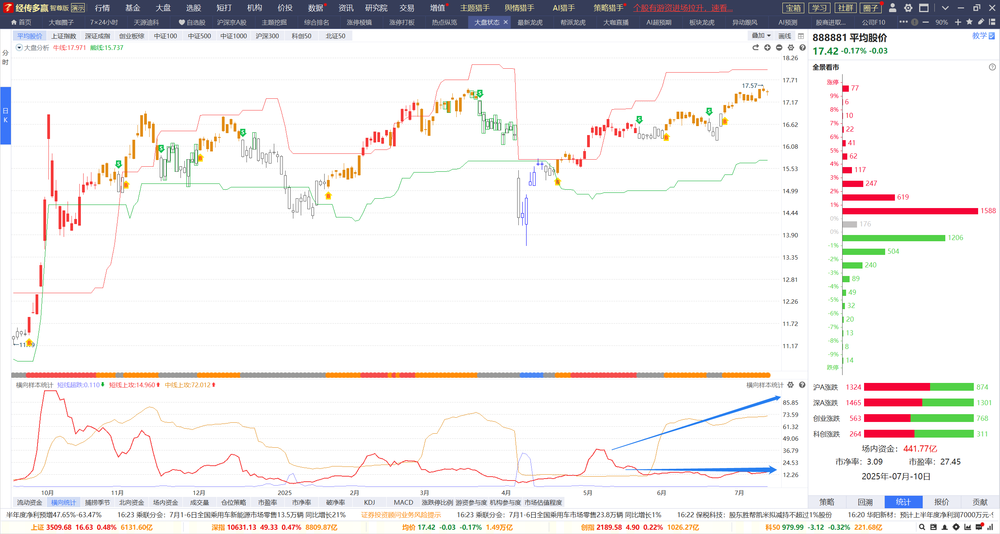 经传多赢 智尊版 演示 行情 基金 大盘 选股 短打 机构 价投 数据 资讯 研究院 交易 增值 主题猎手 舆情猎手 AI猎手 策略猎手 个股有游资进场拉升，速看... 宝箱 学习 社群 圈子
首页 大咖圈子 7×24小时 天源迪科 自选股 沪深京A股 主题挖掘 综合排名 涨停棱镜 涨停打板 热点纵览 大盘状态 最新龙虎 帮派龙虎 大咖直播 AI超预期 板块龙虎 异动跟风 AI预测 股商进取... 公司F10 90%
平均股价 上证指数 深证成指 创业板综 中证100 中证500 中证1000 沪深300 科创50 北证50 叠加 画线
大盘分析 牛线:17.971 熊线:15.737
分时
日K
18.26
17.71
17.17
16.62
16.08
15.53
14.99
14.44
13.90
13.35
12.81
12.26
11.72
11.17
17.57→
S
B
S
S
B
S
B
B
S
B
S
B
S
B
横向样本统计 短线超跌:0.110 短线上攻:14.960 中线上攻:72.012 横向样本统计
85.85
73.59
61.32
49.06
36.79
24.53
12.26
10月 11月 12月 2025 2月 3月 4月 5月 6月 7月
流动资金 横向统计 捕捞季节 北向资金 场内资金 成交量 仓位策略 市盈率 市净率 破净率 KDJ MACD 涨跌停比例 游资参与度 机构参与度 市场估值程度
888881 平均股价 教学
17.42 -0.17% -0.03
全景看市
涨停
77
9%
6
8%
10
7%
22
6%
41
5%
62
4%
117
3%
247
2%
619
1%
1588
0%
176
0%
1206
-1%
504
-2%
240
-3%
89
-4%
49
-5%
32
-6%
20
-7%
13
-8%
8
-9%
14
跌停
沪A涨跌 1324 874
深A涨跌 1465 1301
创业涨跌 563 768
科创涨跌 264 311
场内资金：441.77亿
市净率：3.09 市盈率：27.45
2025年-07月-10日
策略 回溯 统计 报价 贡献
半年度净利预增47.65%-63.47% 16:23 乘联分会：7月1-6日全国乘用车新能源市场零售13.5万辆 同比增长21% 证券投资顾问业务风险提示 16:23 乘联分会：7月1-6日全国乘用车市场零售23.8万辆 同比增长1% 16:22 保税科技：股东胜帮凯米拟减持不超过1%股份 16:20 华阳新材：预计上半年度净利润7000万元-
上证 3509.68 16.63 0.48% 6131.60亿 深指 10631.13 49.33 0.47% 8809.87亿 均价 17.42 -0.03 -0.17% 1.49万亿 创指 2189.58 4.90 0.22% 1026.27亿 科50 979.99 -3.12 -0.32% 221.68亿